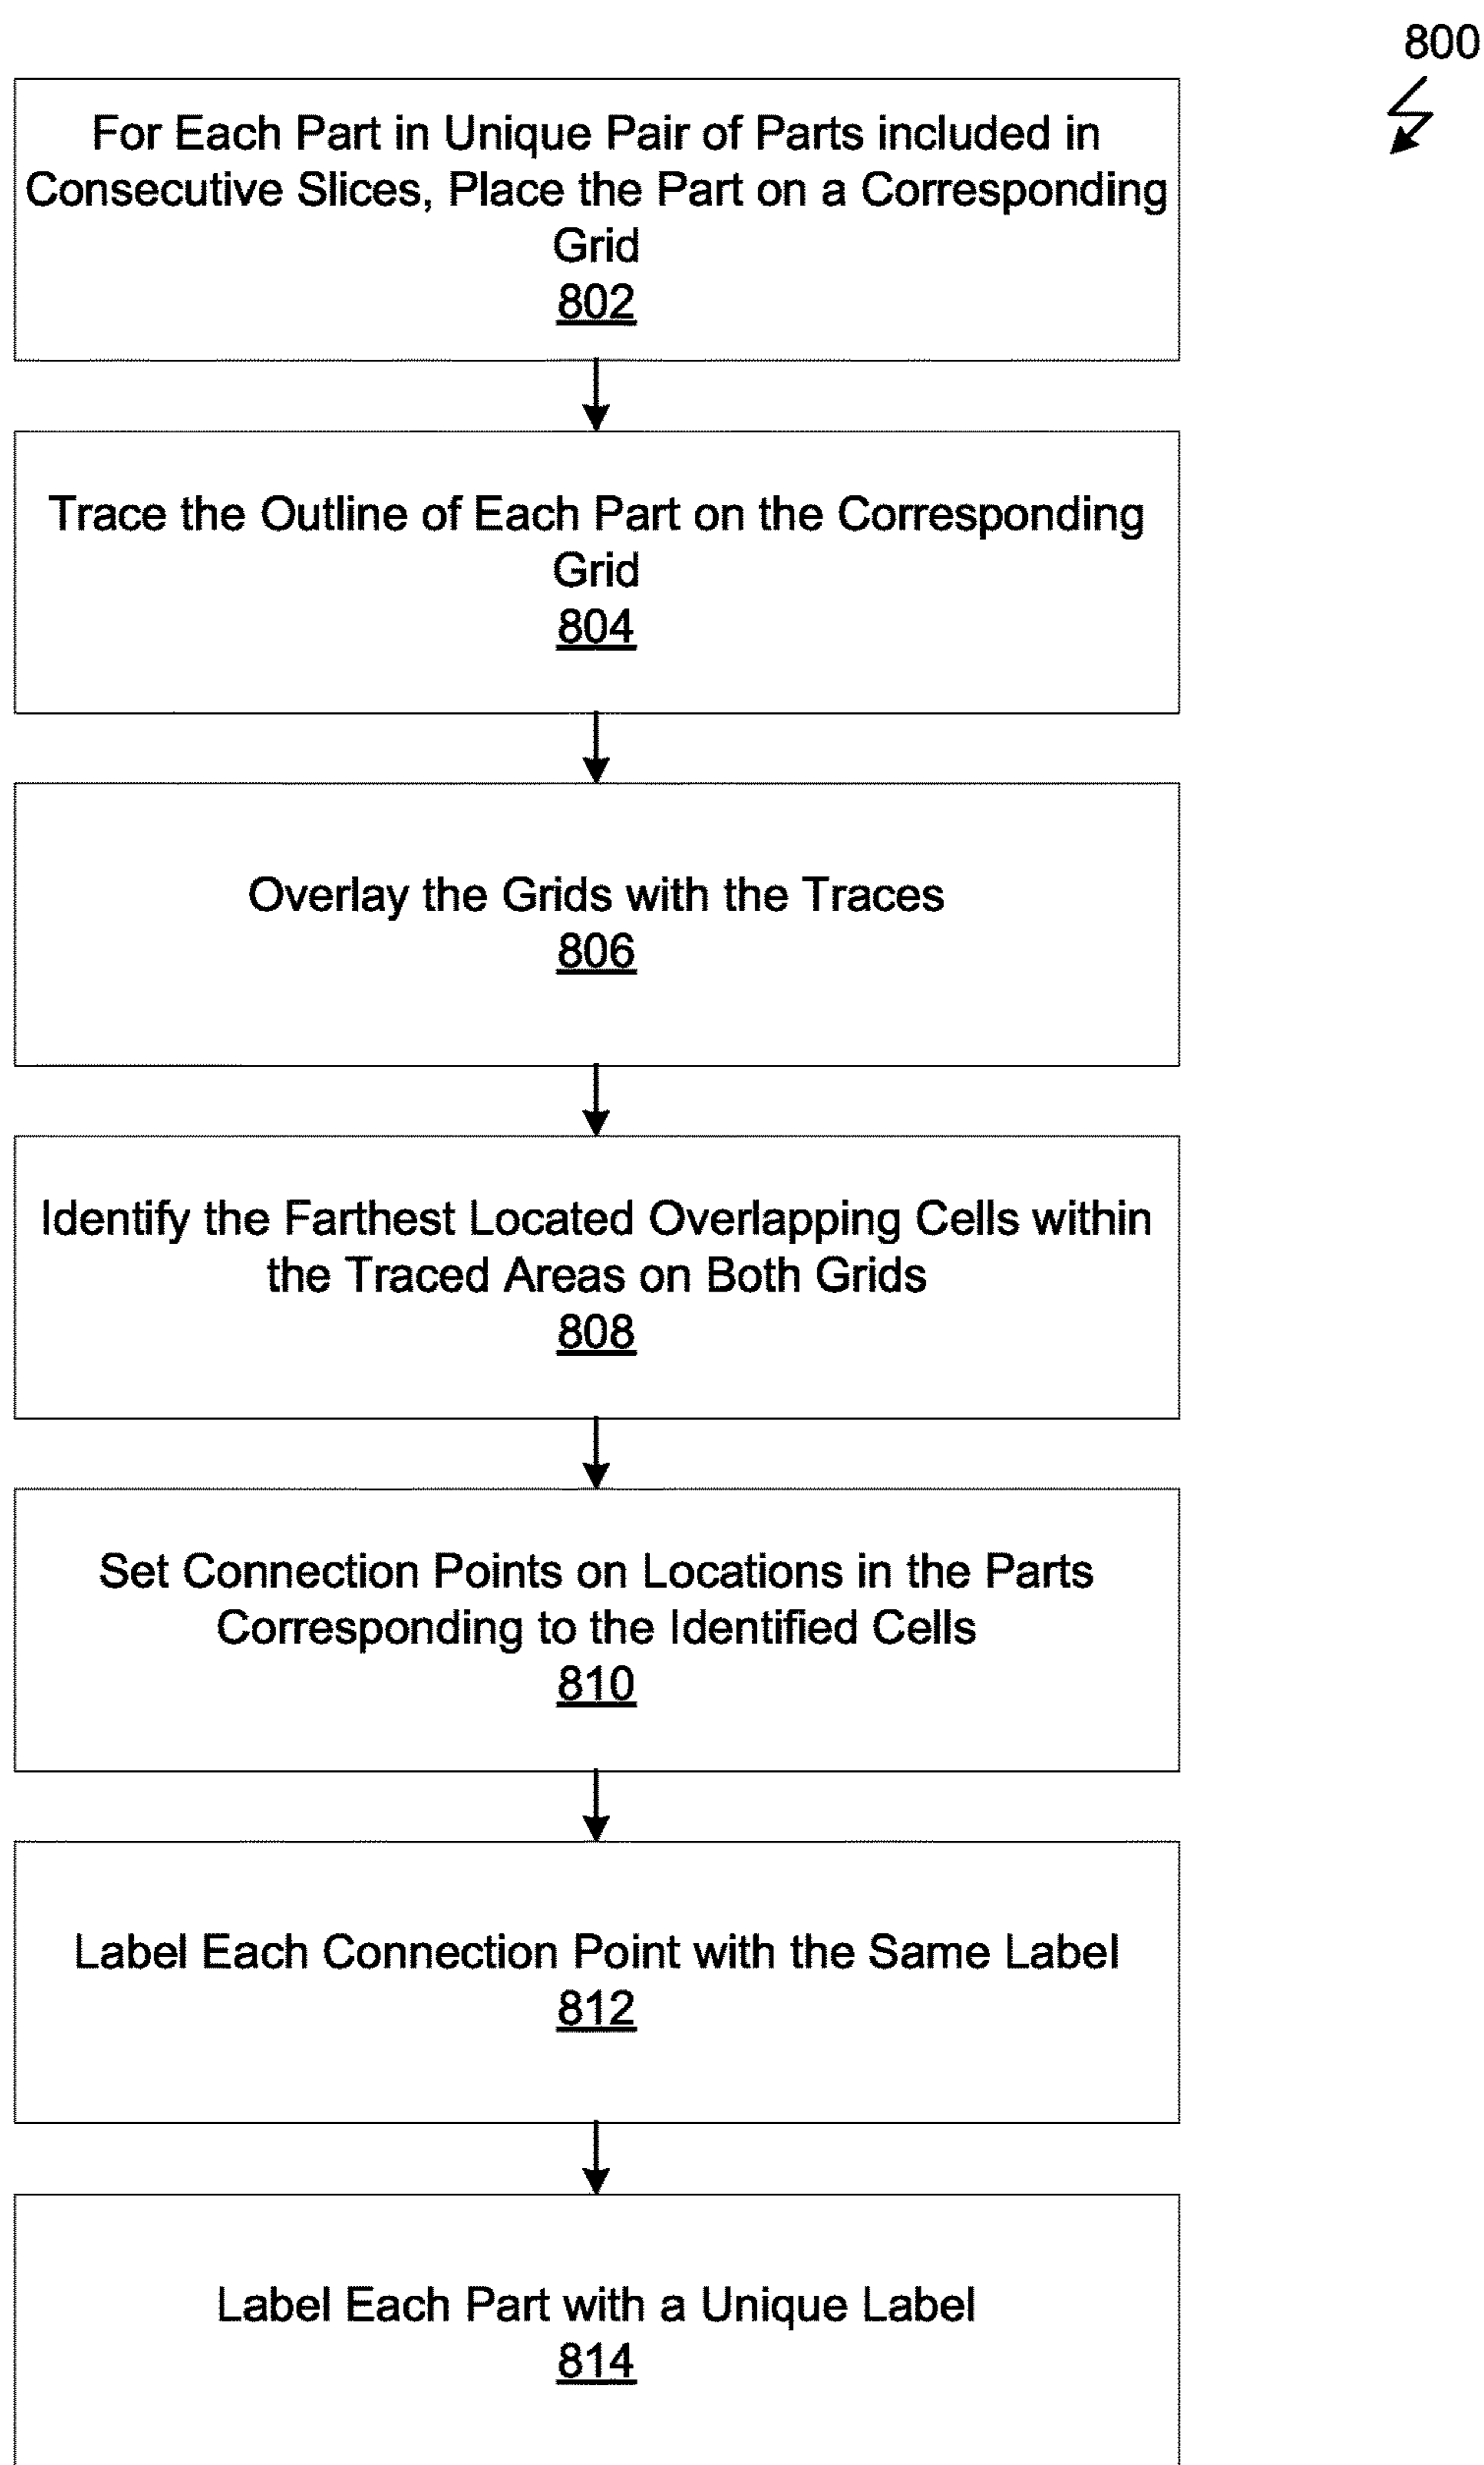 800
For Each Part in Unique Pair of Parts included in
Consecutive Slices, Place the Part on a Corresponding
Grid
802
Trace the Outline of Each Part on the Corresponding
Grid
804
Overlay the Grids with the Traces
806
Identify the Farthest Located Overlapping Cells within
the Traced Areas on Both Grids
808
Set Connection Points on Locations in the Parts
Corresponding to the Identified Cells
810
Label Each Connection Point with the Same Label
812
Label Each Part with a Unique Label
814